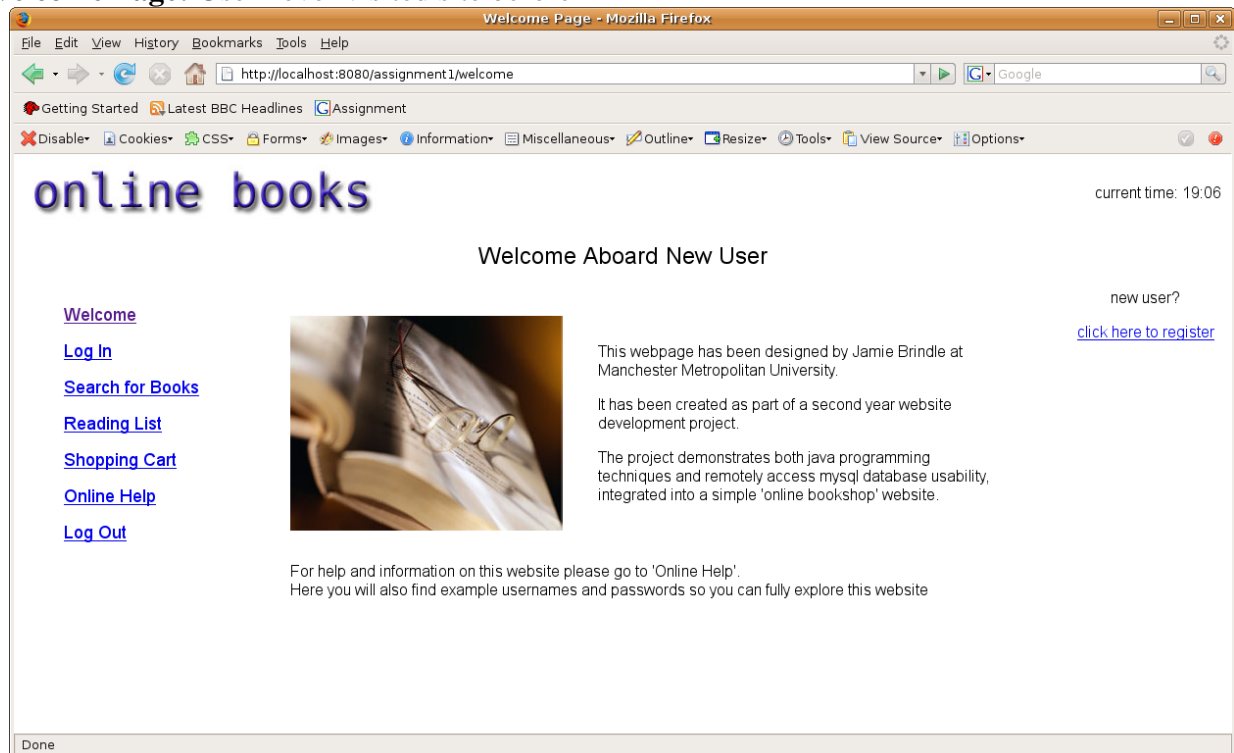 Welcome Page - Mozilla Firefox
File Edit View History Bookmarks Tools Help
http://localhost:8080/assignment1/welcome G Google
Getting Started Latest BBC Headlines G Assignment
Disable Cookies CSS Forms Images Information Miscellaneous Outline Resize Tools View Source Options
online books
current time: 19:06
Welcome Aboard New User
new user?
click here to register
Welcome
Log In
Search for Books
Reading List
Shopping Cart
Online Help
Log Out
This webpage has been designed by Jamie Brindle at
Manchester Metropolitan University.
It has been created as part of a second year website
development project.
The project demonstrates both java programming
techniques and remotely access mysql database usability,
integrated into a simple 'online bookshop' website.
For help and information on this website please go to 'Online Help'.
Here you will also find example usernames and passwords so you can fully explore this website
Done